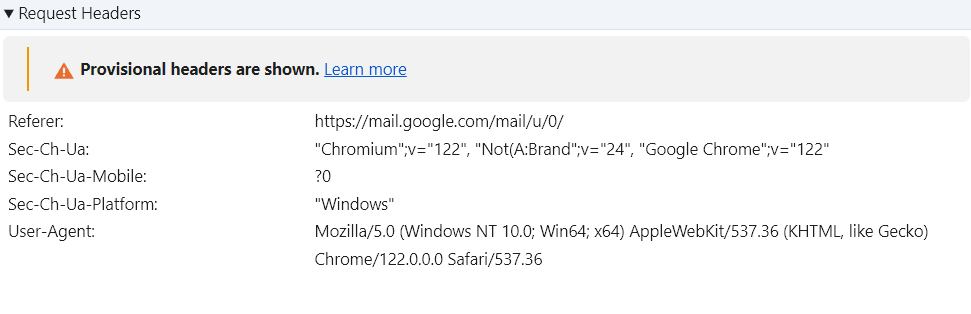 Request Headers
Provisional headers are shown. Learn more
Referer: https://mail.google.com/mail/u/0/
Sec-Ch-Ua: "Chromium";v="122", "Not(A:Brand";v="24", "Google Chrome";v="122"
Sec-Ch-Ua-Mobile: ?0
Sec-Ch-Ua-Platform: "Windows"
User-Agent: Mozilla/5.0 (Windows NT 10.0; Win64; x64) AppleWebKit/537.36 (KHTML, like Gecko)
Chrome/122.0.0.0 Safari/537.36